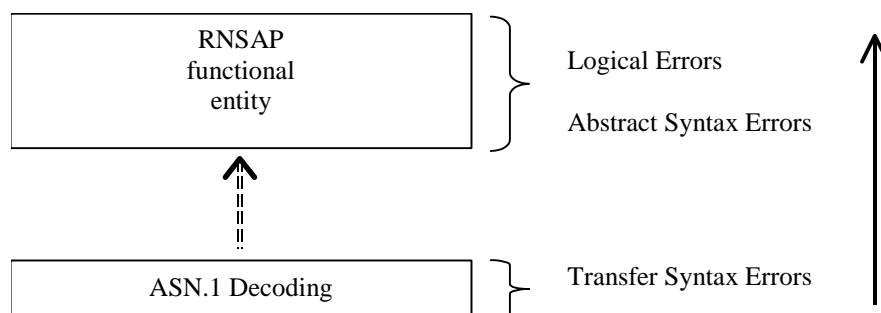 RNSAP
functional
entity
Logical Errors
Abstract Syntax Errors
ASN.1 Decoding
Transfer Syntax Errors